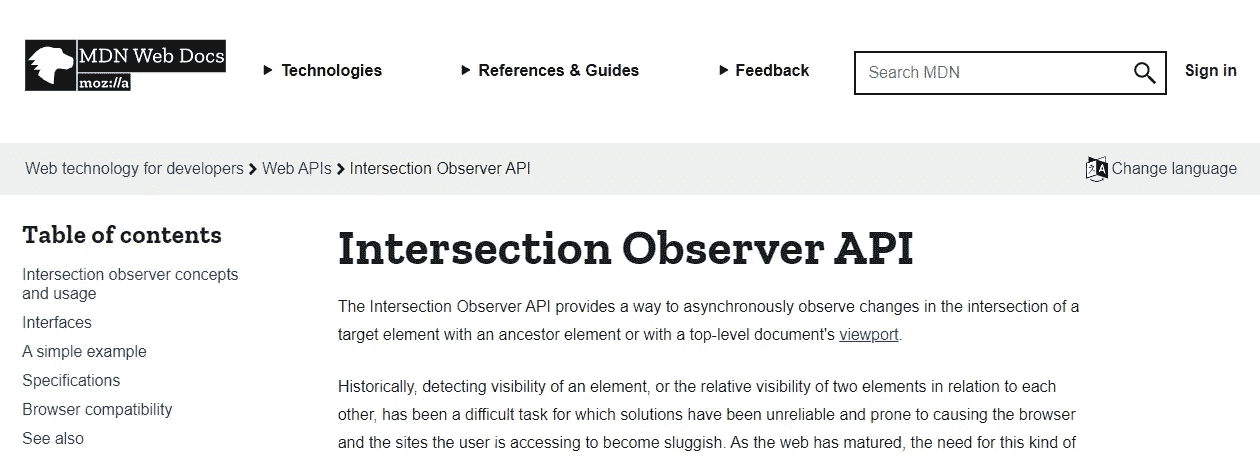 MDN Web Docs
moz://a
Technologies
References & Guides
Feedback
Search MDN
Sign in
Web technology for developers
Web APIs
Intersection Observer API
Change language
Table of contents
Intersection observer concepts
and usage
Interfaces
A simple example
Specifications
Browser compatibility
See also
Intersection Observer API
The Intersection Observer API provides a way to asynchronously observe changes in the intersection of a
target element with an ancestor element or with a top-level document's viewport.
Historically, detecting visibility of an element, or the relative visibility of two elements in relation to each
other, has been a difficult task for which solutions have been unreliable and prone to causing the browser
and the sites the user is accessing to become sluggish. As the web has matured, the need for this kind of